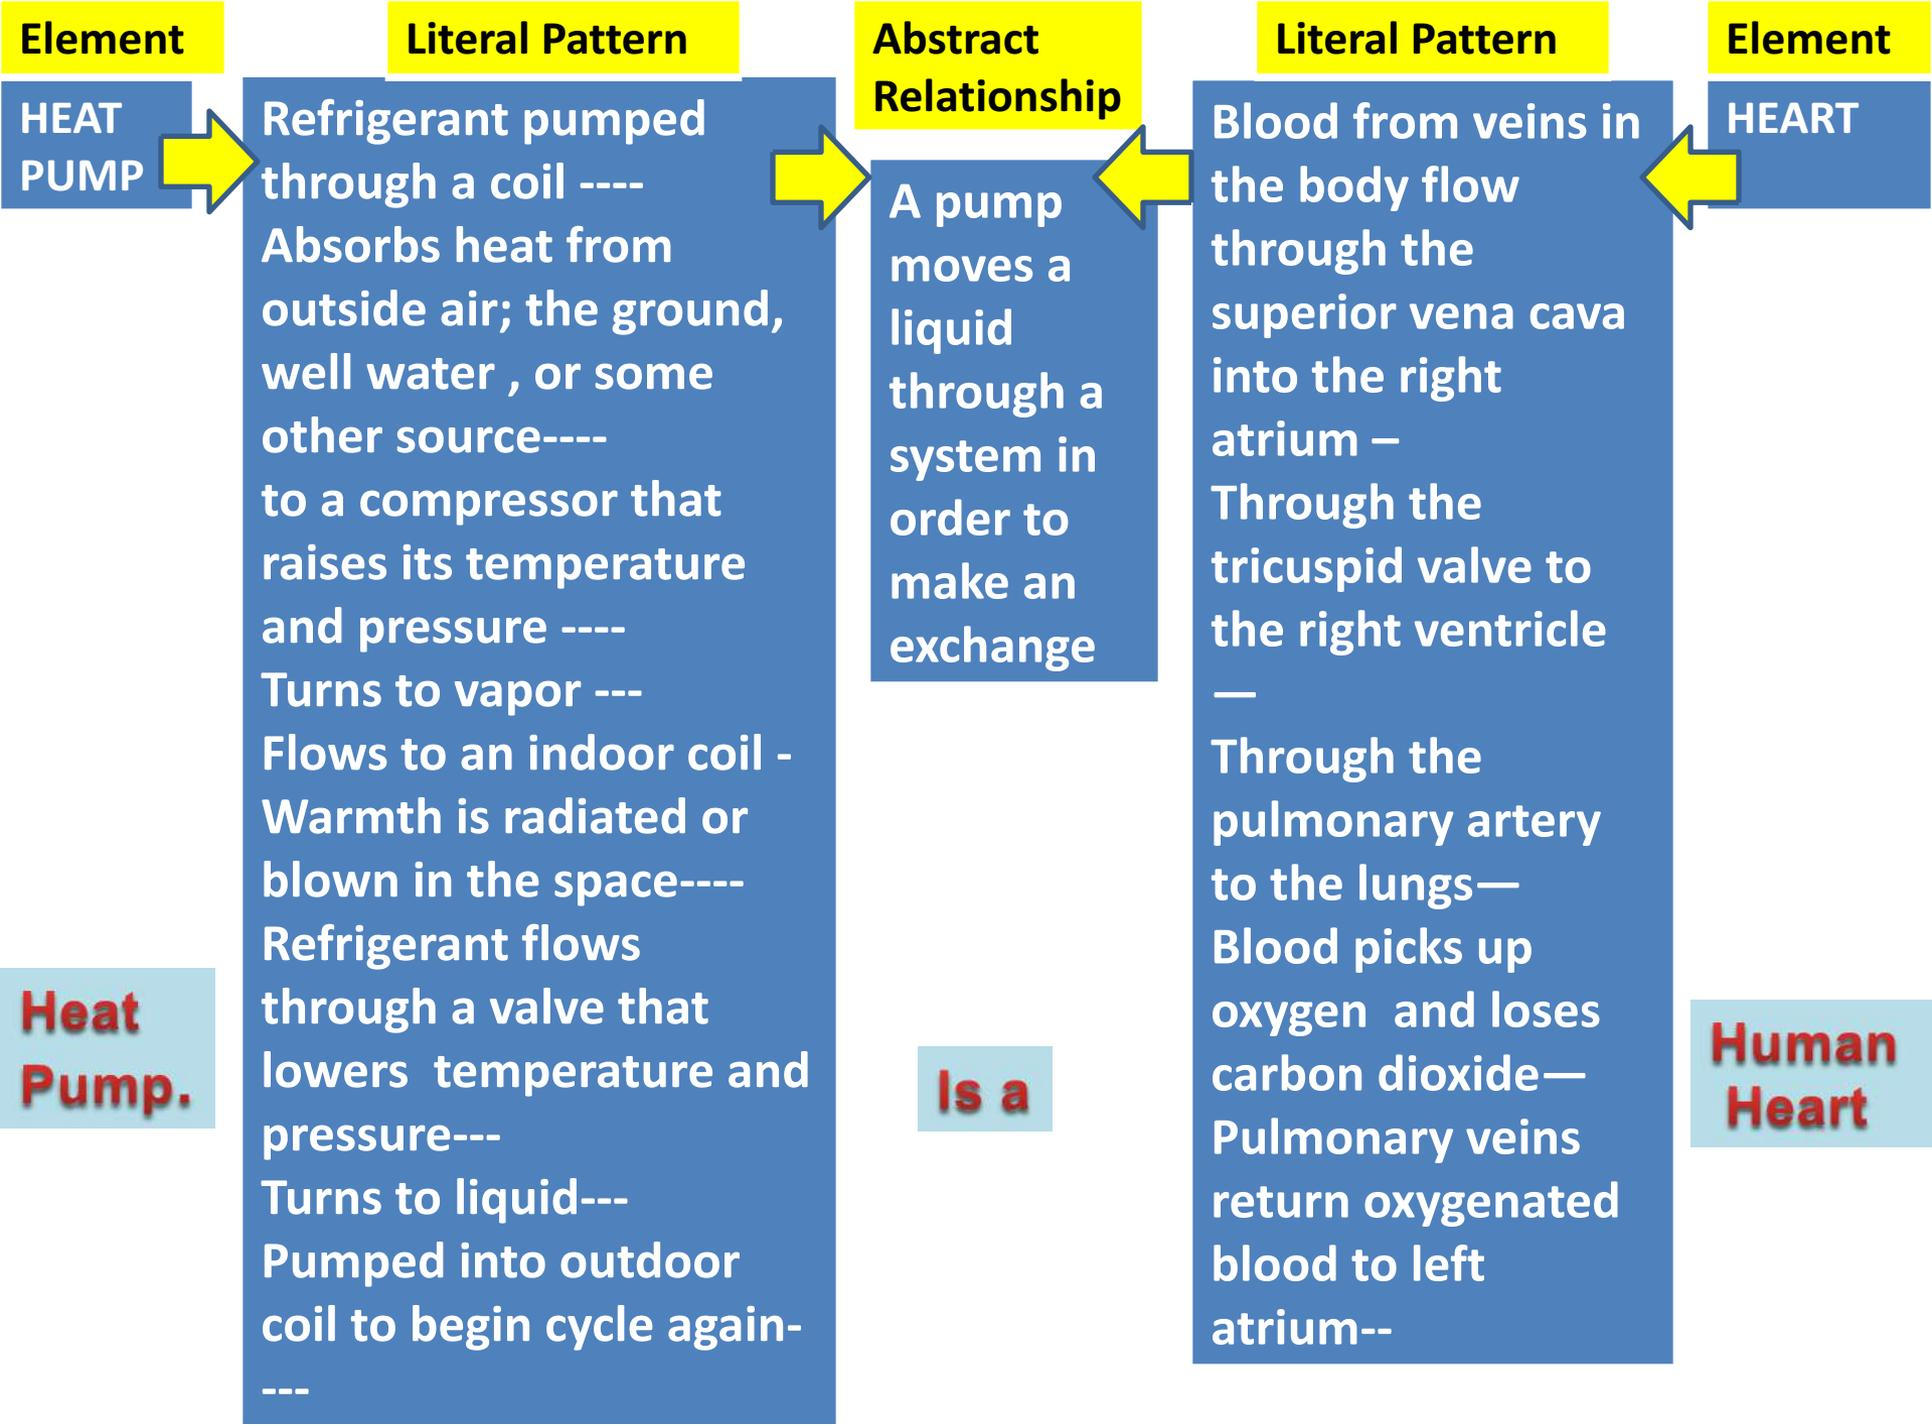 Element
HEAT
PUMP
Literal Pattern
Refrigerant pumped
through a coil ----
Absorbs heat from
outside air; the ground,
well water , or some
other source----
to a compressor that
raises its temperature
and pressure ----
Turns to vapor ---
Flows to an indoor coil -
Warmth is radiated or
blown in the space----
Refrigerant flows
through a valve that
lowers  temperature and
pressure---
Turns to liquid---
Pumped into outdoor
coil to begin cycle again-
---
Abstract
Relationship
A pump
moves a
liquid
through a
system in
order to
make an
exchange
Literal Pattern
Blood from veins in
the body flow
through the
superior vena cava
into the right
atrium –
Through the
tricuspid valve to
the right ventricle
—
Through the
pulmonary artery
to the lungs—
Blood picks up
oxygen  and loses
carbon dioxide—
Pulmonary veins
return oxygenated
blood to left
atrium--
Element
HEART
Heat
Pump.
Is a
Human
Heart